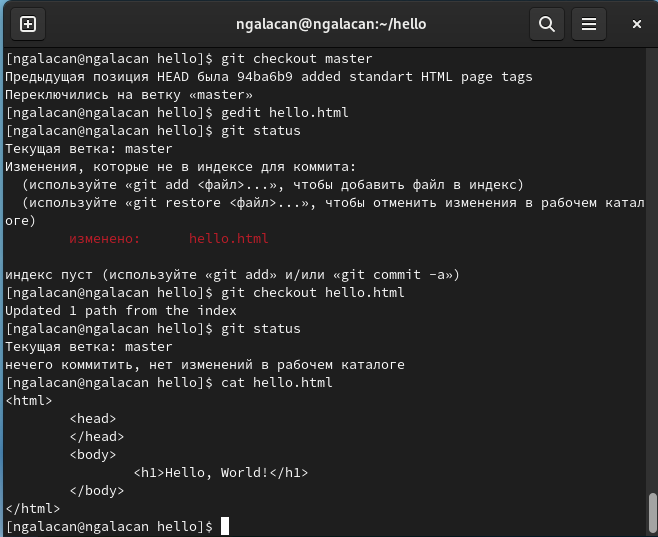 ngalacan@ngalacan:~/hello
[ngalacan@ngalacan hello]$ git checkout master
Предыдущая позиция HEAD была 94ba6b9 added standart HTML page tags
Переключились на ветку «master»
[ngalacan@ngalacan hello]$ gedit hello.html
[ngalacan@ngalacan hello]$ git status
Текущая ветка: master
Изменения, которые не в индексе для коммита:
  (используйте «git add <файл>...», чтобы добавить файл в индекс)
  (используйте «git restore <файл>...», чтобы отменить изменения в рабочем катал
оге)
        изменено:      hello.html

индекс пуст (используйте «git add» и/или «git commit -a»)
[ngalacan@ngalacan hello]$ git checkout hello.html
Updated 1 path from the index
[ngalacan@ngalacan hello]$ git status
Текущая ветка: master
нечего коммитить, нет изменений в рабочем каталоге
[ngalacan@ngalacan hello]$ cat hello.html
<html>
        <head>
        </head>
        <body>
                <h1>Hello, World!</h1>
        </body>
</html>
[ngalacan@ngalacan hello]$